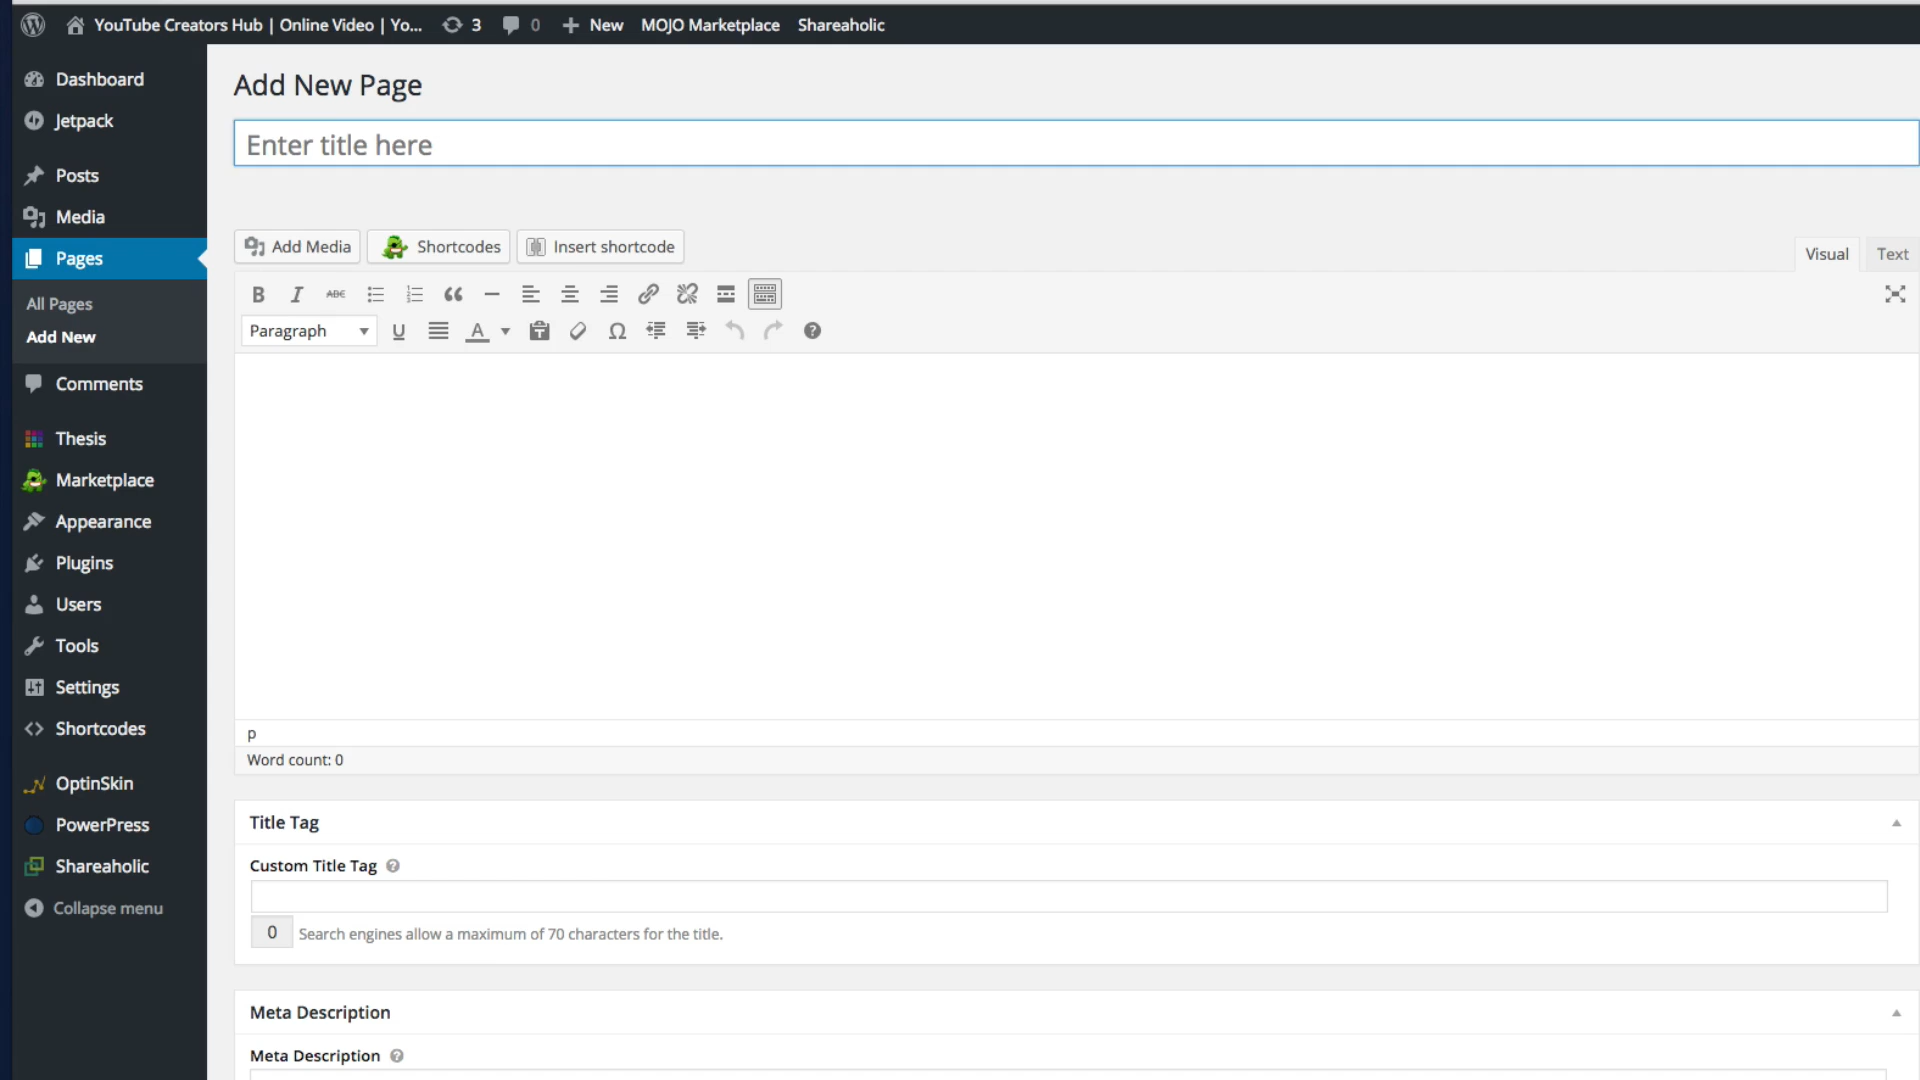 YouTube Creators Hub | Online Video | Yo... 3 0 New MOJO Marketplace Shareaholic
Dashboard
Jetpack
Posts
Media
Pages
All Pages
Add New
Comments
Thesis
Marketplace
Appearance
Plugins
Users
Tools
Settings
Shortcodes
OptinSkin
PowerPress
Shareaholic
Collapse menu
Add New Page
Enter title here
Add Media Shortcodes Insert shortcode
Visual Text
B I ABC
Paragraph U A T Ω ?
p
Word count: 0
Title Tag
Custom Title Tag ?
0 Search engines allow a maximum of 70 characters for the title.
Meta Description
Meta Description ?